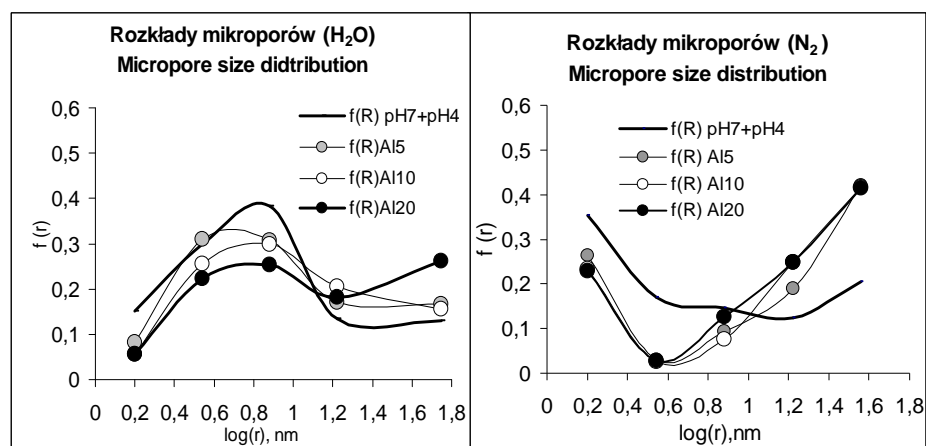 Rozkłady mikroporów (H₂O)
Micropore size didtribution
0,6
0,5
0,4
0,3
0,2
0,1
0
f (r)
f(R) pH7+pH4
f(R)Al5
f(R)Al10
f(R)Al20
0 0,2 0,4 0,6 0,8 1 1,2 1,4 1,6 1,8
log(r), nm
Rozkłady mikroporów (N₂ )
Micropore size distribution
0,6
0,5
0,4
0,3
0,2
0,1
0
f (r)
f(R) pH7+pH4
f(R) Al5
f(R) Al10
f(R) Al20
0 0,2 0,4 0,6 0,8 1 1,2 1,4 1,6 1,8
log(r), nm